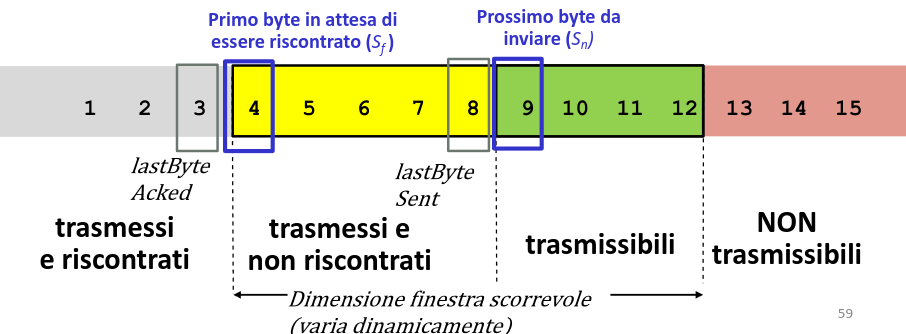 Primo byte in attesa di
essere riscontrato (Sf)
Prossimo byte da
inviare (Sn)
1 2 3 4 5 6 7 8 9 10 11 12 13 14 15
lastByte
Acked
lastByte
Sent
trasmessi
e riscontrati
trasmessi e
non riscontrati
trasmissibili
NON
trasmissibili
Dimensione finestra scorrevole
(varia dinamicamente)
59